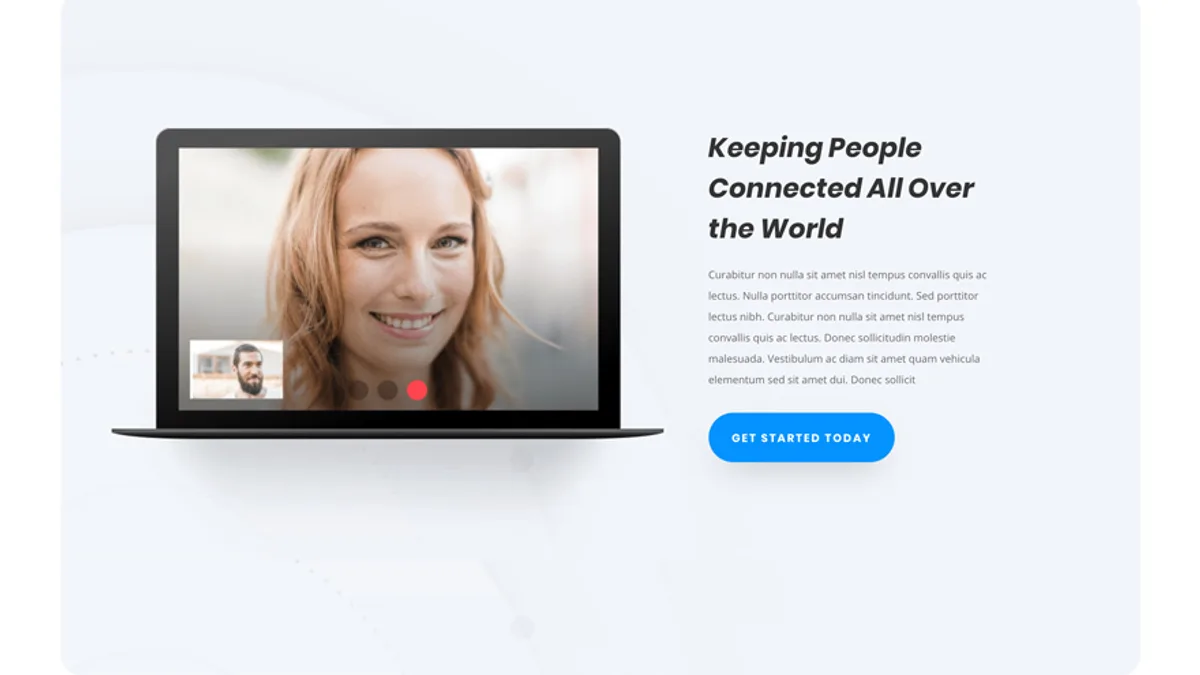 Keeping People
Connected All Over
the World
Curabitur non nulla sit amet nisl tempus convallis quis ac
lectus. Nulla porttitor accumsan tincidunt. Sed porttitor
lectus nibh. Curabitur non nulla sit amet nisl tempus
convallis quis ac lectus. Donec sollicitudin molestie
malesuada. Vestibulum ac diam sit amet quam vehicula
elementum sed sit amet dui. Donec sollicit
GET STARTED TODAY